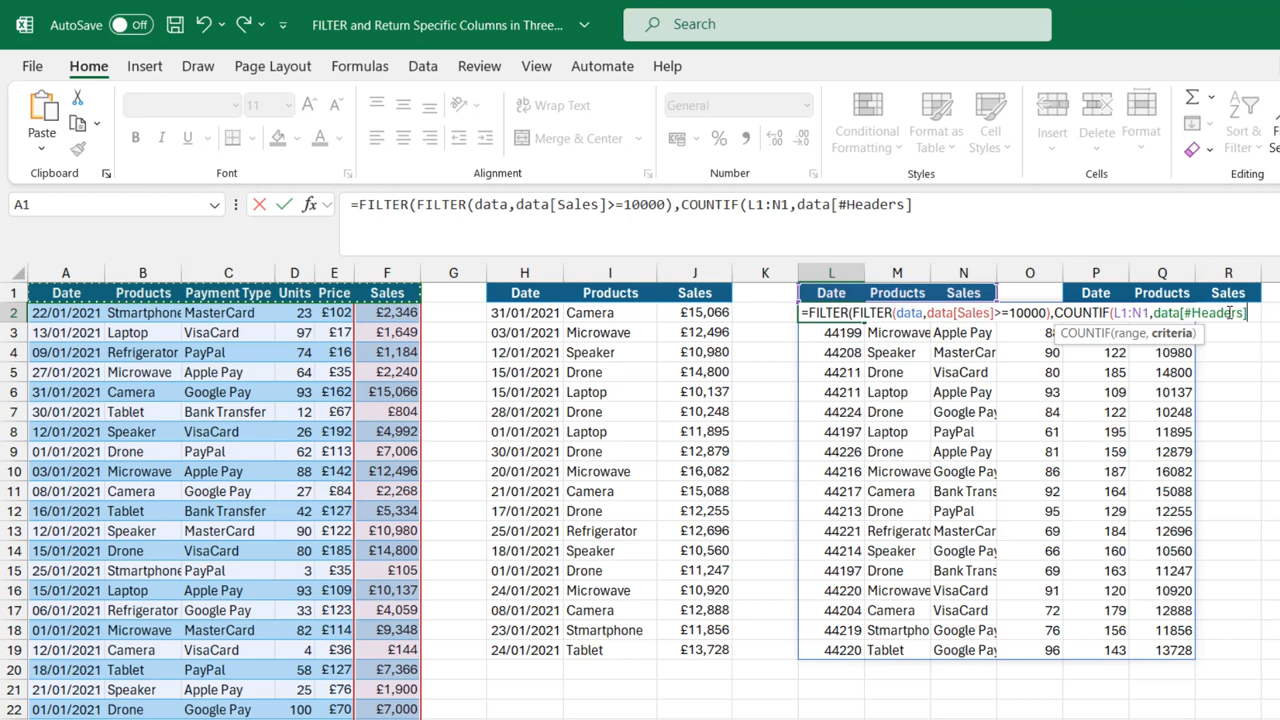 AutoSave Off FILTER and Return Specific Columns in Three... Search
File Home Insert Draw Page Layout Formulas Data Review View Automate Help
Paste 11 A A B I U A
ab Wrap Text Merge & Center
General % ,
Conditional Formatting Format as Table Cell Styles
Insert Delete Format
Σ Sort & Filter
Clipboard Font Alignment Number Styles Cells Editing
A1 fx =FILTER(FILTER(data,data[Sales]>=10000),COUNTIF(L1:N1,data[#Headers]
A B C D E F G H I J K L M N O P Q R
1 Date Products Payment Type Units Price Sales Date Products Sales Date Products Sales Date Products Sales
2 22/01/2021 Stmartphone MasterCard 23 £102 £2,346 31/01/2021 Camera £15,066 =FILTER(FILTER(data,data[Sales]>=10000),COUNTIF(L1:N1,data[#Headers]
3 13/01/2021 Laptop VisaCard 97 £17 £1,649 03/01/2021 Microwave £12,496 44199 Microwave Apple Pay 8 COUNTIF(range, criteria)
4 09/01/2021 Refrigerator PayPal 74 £16 £1,184 12/01/2021 Speaker £10,980 44208 Speaker MasterCar 90 122 10980
5 27/01/2021 Microwave Apple Pay 64 £35 £2,240 15/01/2021 Drone £14,800 44211 Drone VisaCard 80 185 14800
6 31/01/2021 Camera Google Pay 93 £162 £15,066 15/01/2021 Laptop £10,137 44211 Laptop Apple Pay 93 109 10137
7 30/01/2021 Tablet Bank Transfer 12 £67 £804 28/01/2021 Drone £10,248 44224 Drone Google Pay 84 122 10248
8 12/01/2021 Speaker VisaCard 26 £192 £4,992 01/01/2021 Laptop £11,895 44197 Laptop PayPal 61 195 11895
9 01/01/2021 Drone PayPal 62 £113 £7,006 30/01/2021 Drone £12,879 44226 Drone Apple Pay 81 159 12879
10 03/01/2021 Microwave Apple Pay 88 £142 £12,496 20/01/2021 Microwave £16,082 44216 Microwave Google Pay 86 187 16082
11 08/01/2021 Camera Google Pay 27 £84 £2,268 21/01/2021 Camera £15,088 44217 Camera Bank Trans 92 164 15088
12 16/01/2021 Tablet Bank Transfer 42 £127 £5,334 17/01/2021 Drone £12,255 44213 Drone PayPal 95 129 12255
13 12/01/2021 Speaker MasterCard 90 £122 £10,980 25/01/2021 Refrigerator £12,696 44221 Refrigerato MasterCar 69 184 12696
14 15/01/2021 Drone VisaCard 80 £185 £14,800 18/01/2021 Speaker £10,560 44214 Speaker Google Pay 66 160 10560
15 25/01/2021 Stmartphone PayPal 3 £35 £105 01/01/2021 Drone £11,247 44197 Drone Google Pay 69 163 11247
16 15/01/2021 Laptop VisaCard 93 £109 £10,137 24/01/2021 Microwave £10,920 44220 Microwave VisaCard 91 120 10920
17 06/01/2021 Refrigerator Google Pay 33 £123 £4,059 08/01/2021 Camera £12,888 44204 Camera VisaCard 72 179 12888
18 01/01/2021 Microwave MasterCard 82 £114 £9,348 23/01/2021 Stmartphone £11,856 44219 Stmartpho Google Pay 76 156 11856
19 12/01/2021 Camera VisaCard 4 £36 £144 24/01/2021 Tablet £13,728 44220 Tablet Google Pay 96 143 13728
20 18/01/2021 Tablet PayPal 58 £127 £7,366
21 21/01/2021 Speaker Apple Pay 25 £76 £1,900
22 01/01/2021 Drone Google Pay 100 £70 £7,000